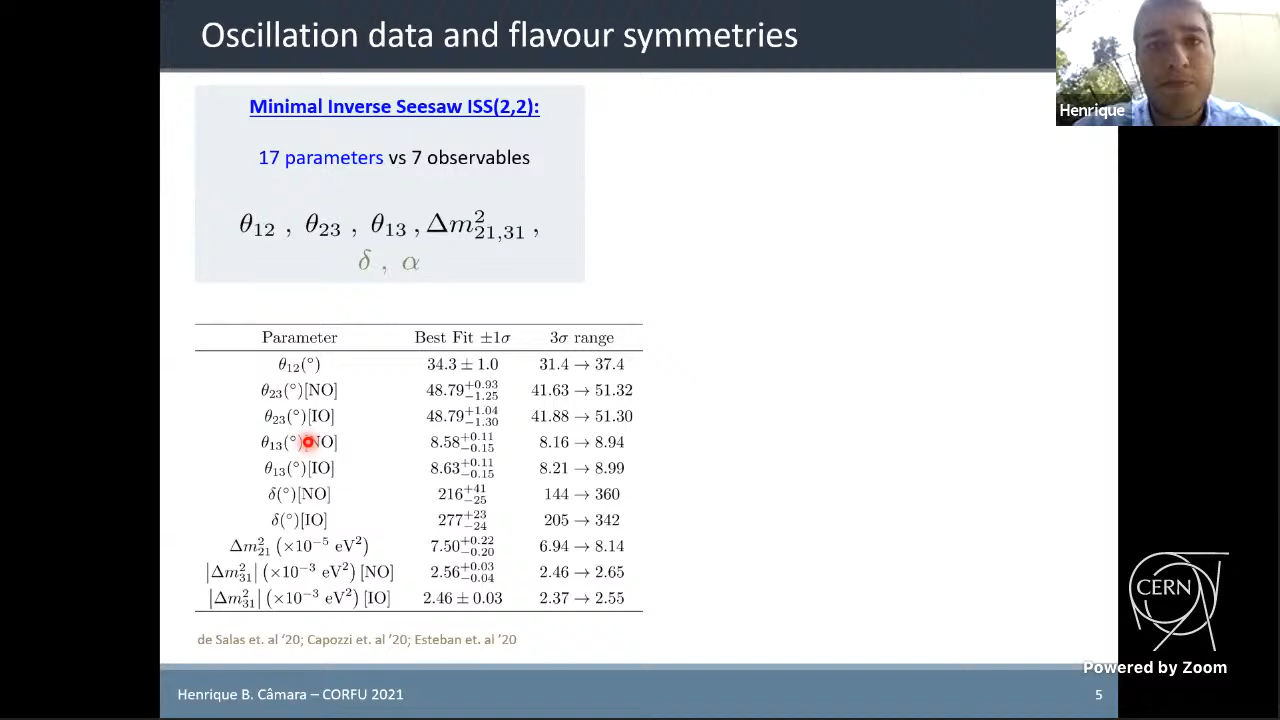 Oscillation data and flavour symmetries
Henrique
Minimal Inverse Seesaw ISS(2,2):
17 parameters vs 7 observables
θ₁₂ , θ₂₃ , θ₁₃ , Δm²₂₁,₃₁ ,
δ , α
Parameter Best Fit ±1σ 3σ range
θ₁₂(°) 34.3 ± 1.0 31.4 → 37.4
θ₂₃(°)[NO] 48.79+0.93−1.25 41.63 → 51.32
θ₂₃(°)[IO] 48.79+1.04−1.30 41.88 → 51.30
θ₁₃(°)[NO] 8.58+0.11−0.15 8.16 → 8.94
θ₁₃(°)[IO] 8.63+0.11−0.15 8.21 → 8.99
δ(°)[NO] 216+41−25 144 → 360
δ(°)[IO] 277+23−24 205 → 342
Δm²₂₁ (×10⁻⁵ eV²) 7.50+0.22−0.20 6.94 → 8.14
|Δm²₃₁| (×10⁻³ eV²) [NO] 2.56+0.03−0.04 2.46 → 2.65
|Δm²₃₁| (×10⁻³ eV²) [IO] 2.46 ± 0.03 2.37 → 2.55
de Salas et. al ‘20; Capozzi et. al ’20; Esteban et. al ’20
CERN
Powered by Zoom
Henrique B. Câmara – CORFU 2021
5